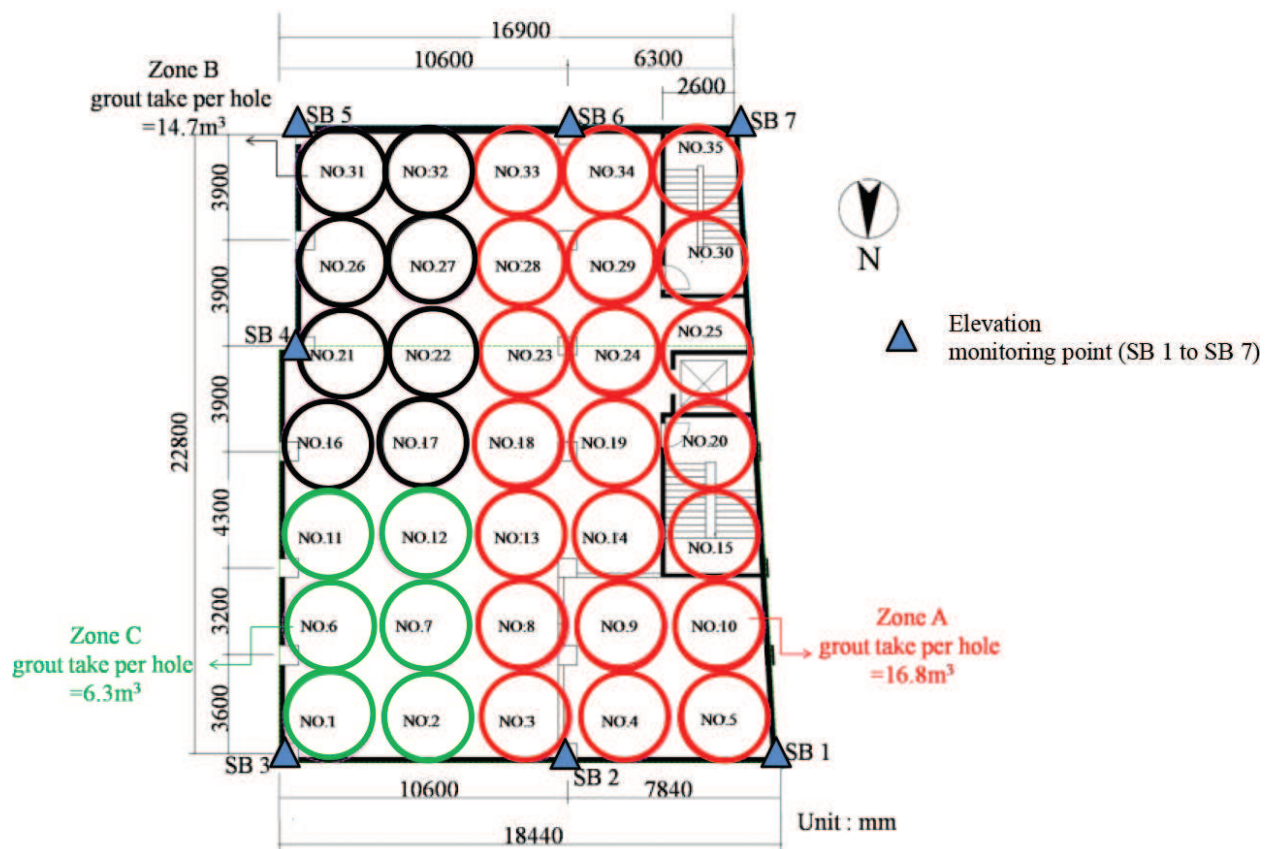 16900
10600
6300
2600
Zone B
grout take per hole
=14.7m³
SB 5
SB 6
SB 7
NO.31
NO.32
NO.33
NO.34
NO.35
3900
NO.26
NO.27
NO.28
NO.29
NO.30
3900
N
SB 4
NO.21
NO.22
NO.23
NO.24
NO.25
Elevation
monitoring point (SB 1 to SB 7)
3900
22800
NO.16
NO.17
NO.18
NO.19
NO.20
4300
NO.11
NO.12
NO.13
NO.14
NO.15
3200
Zone C
grout take per hole
=6.3m³
NO.6
NO.7
NO.8
NO.9
NO.10
Zone A
grout take per hole
=16.8m³
3600
NO.1
NO.2
NO.3
NO.4
NO.5
SB 3
SB 2
SB 1
10600
7840
Unit : mm
18440